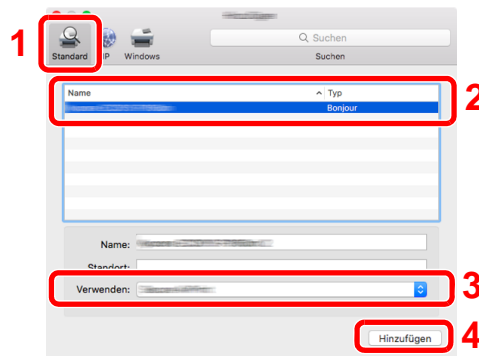 1
Suchen
Standard IP Windows Suchen
2
Name Typ
Bonjour
Name:
Standort:
3
Verwenden:
4
Hinzufügen